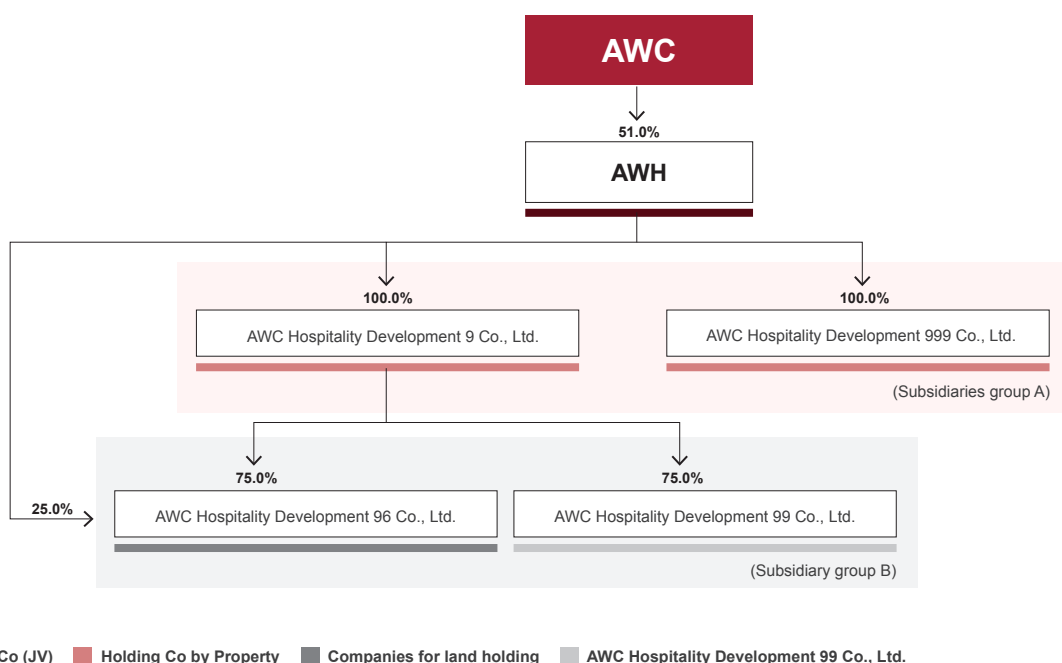 AWC
51.0%
AWH
100.0%
100.0%
AWC Hospitality Development 9 Co., Ltd.
AWC Hospitality Development 999 Co., Ltd.
(Subsidiaries group A)
75.0%
75.0%
25.0%
AWC Hospitality Development 96 Co., Ltd.
AWC Hospitality Development 99 Co., Ltd.
(Subsidiary group B)
Co (JV) Holding Co by Property Companies for land holding AWC Hospitality Development 99 Co., Ltd.